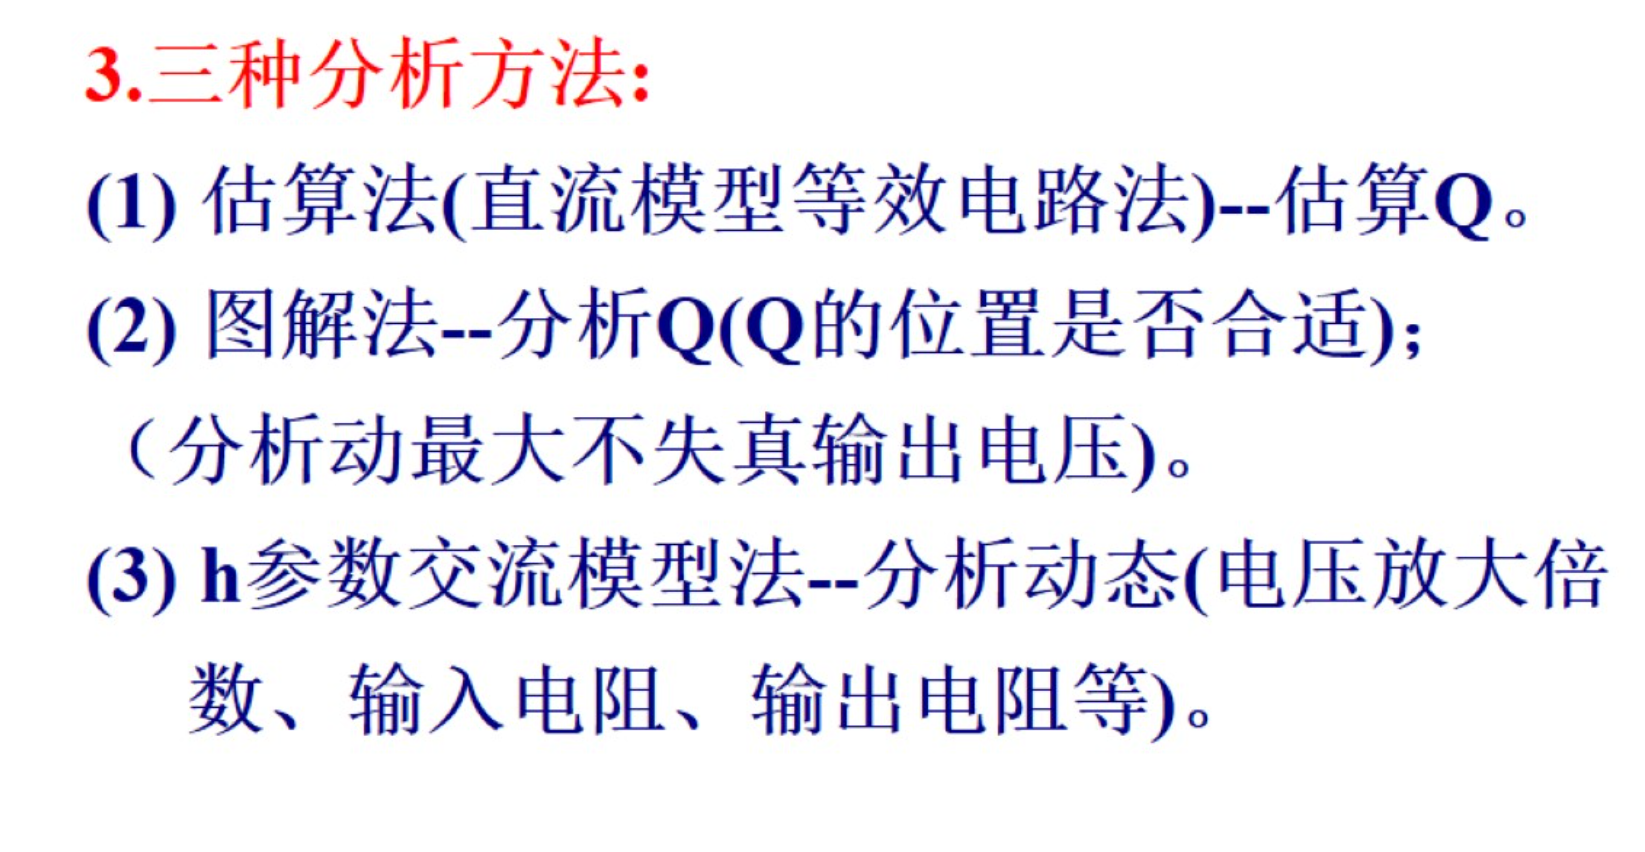 3.三种分析方法:
(1) 估算法(直流模型等效电路法)--估算Q。
(2) 图解法--分析Q(Q的位置是否合适);
（分析动最大不失真输出电压)。
(3) h参数交流模型法--分析动态(电压放大倍
数、输入电阻、输出电阻等)。